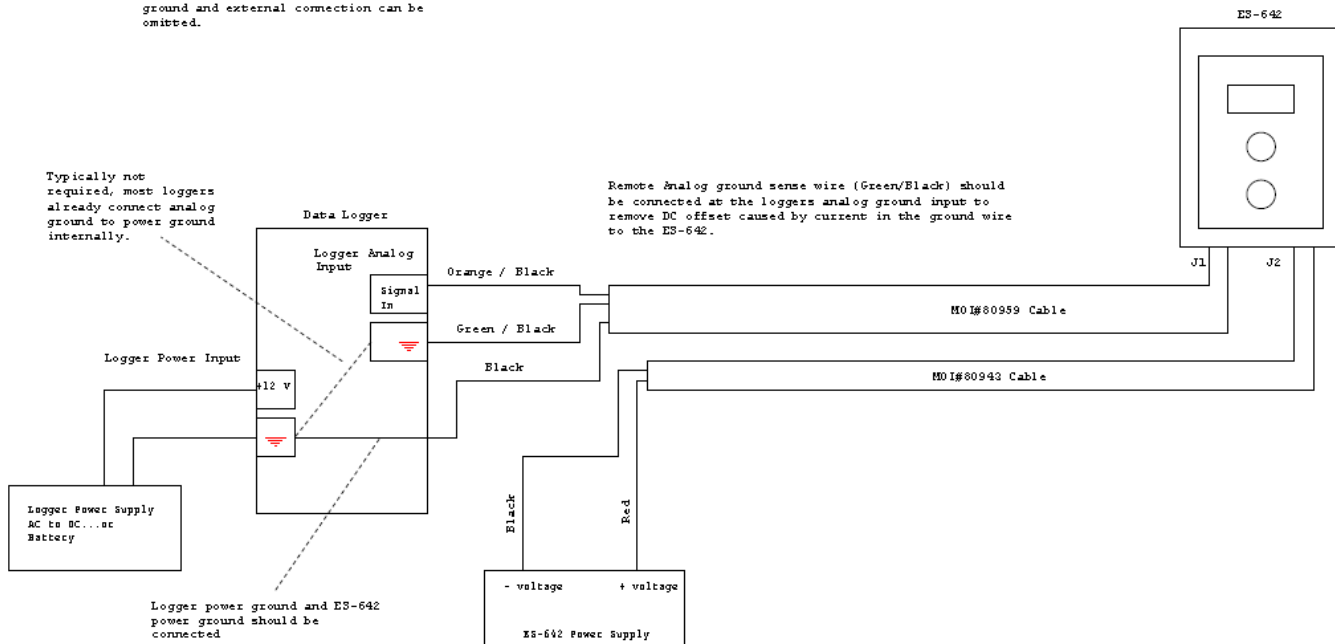 ground and external connection can be
omitted.
ES-642
Typically not
required, most loggers
already connect analog
ground to power ground
internally.
Remote Analog ground sense wire (Green/Black) should
be connected at the loggers analog ground input to
remove DC offset caused by current in the ground wire
to the ES-642.
Data Logger
Logger Analog
Input
Signal
In
Orange / Black
Green / Black
Black
J1
J2
MOI#80959 Cable
MOI#80943 Cable
Logger Power Input
+12 V
Logger Power Supply
AC to DC...or
Battery
Black
Red
- voltage
+ voltage
ES-642 Power Supply
Logger power ground and ES-642
power ground should be
connected